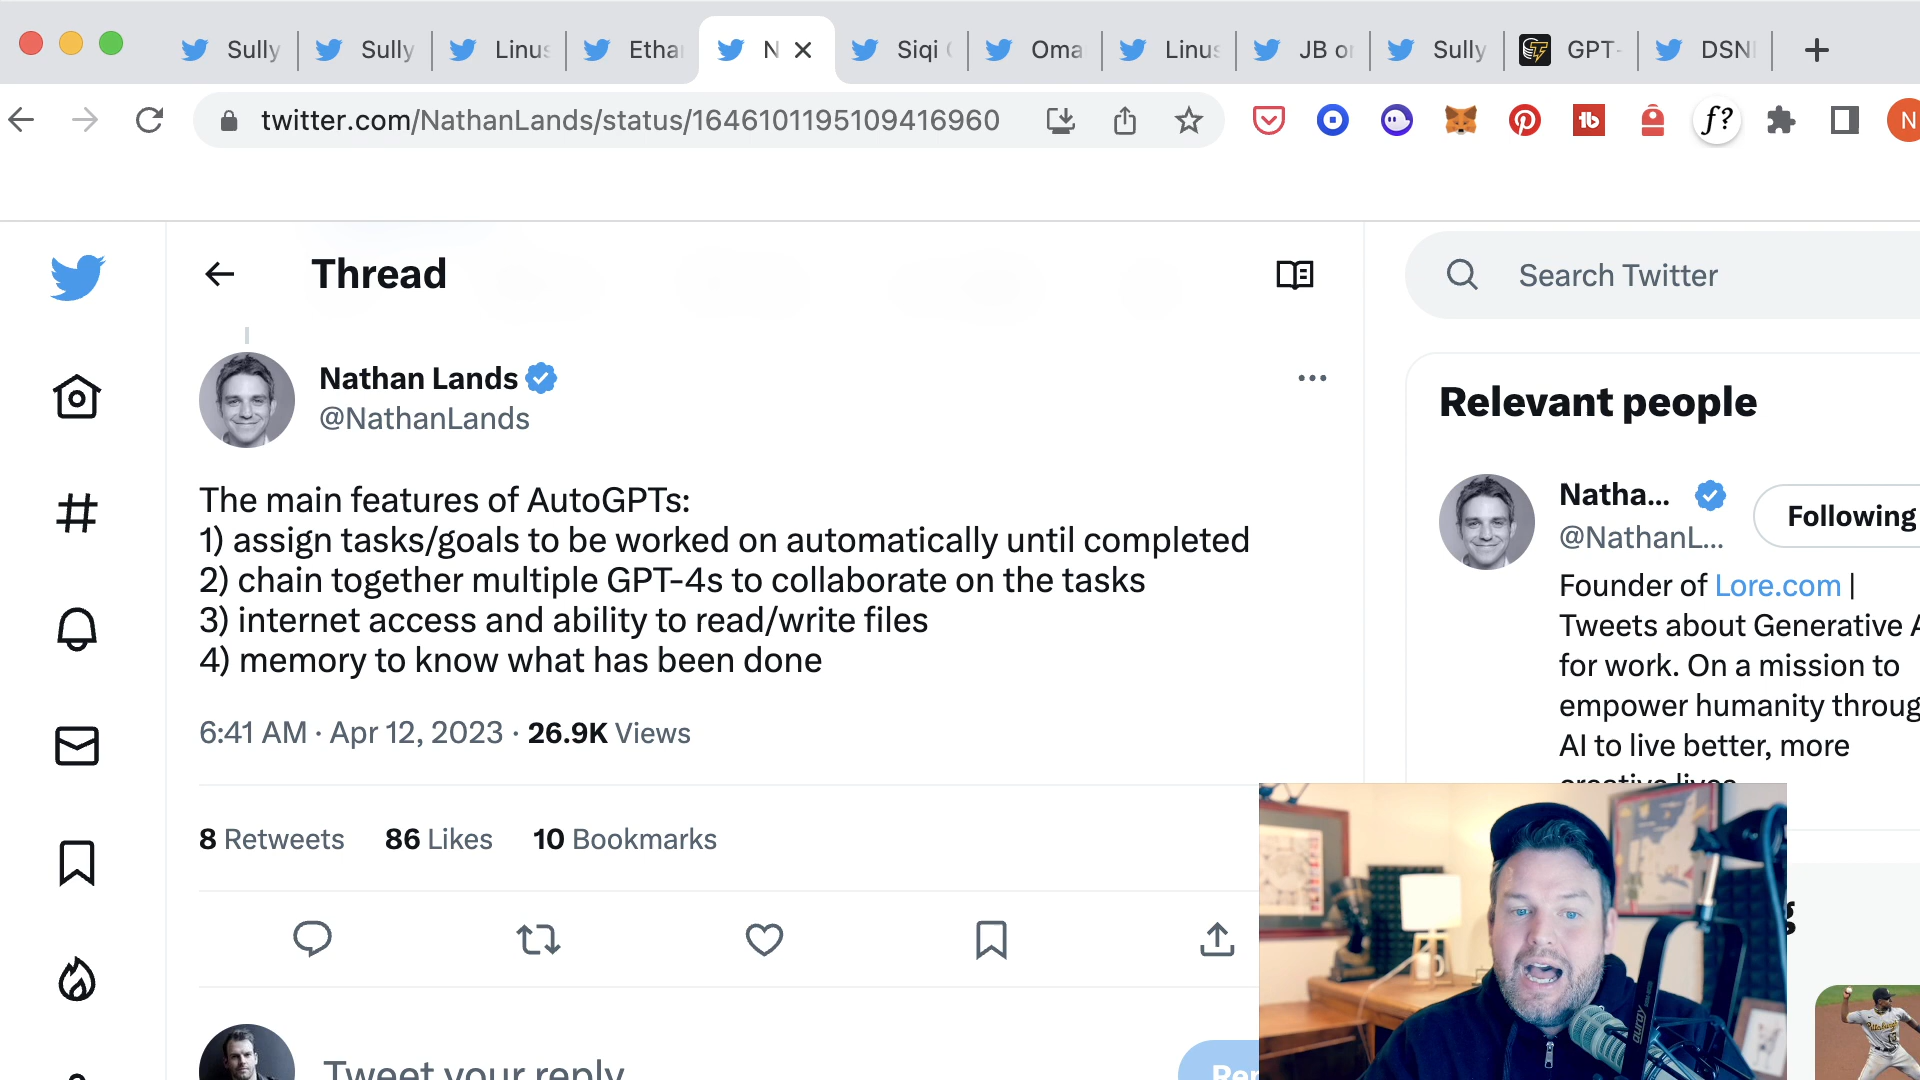 Sully
Sully
Linus
Ethan
N
Siqi
Oma
Linus
JB or
Sully
GPT-
DSN
twitter.com/NathanLands/status/1646101195109416960
f?
N
Thread
Search Twitter
Nathan Lands
@NathanLands
The main features of AutoGPTs:
1) assign tasks/goals to be worked on automatically until completed
2) chain together multiple GPT-4s to collaborate on the tasks
3) internet access and ability to read/write files
4) memory to know what has been done
6:41 AM · Apr 12, 2023 · 26.9K Views
8 Retweets 86 Likes 10 Bookmarks
Tweet your reply
Relevant people
Natha...
@NathanL...
Following
Founder of Lore.com |
Tweets about Generative A
for work. On a mission to
empower humanity throug
AI to live better, more
creative lives